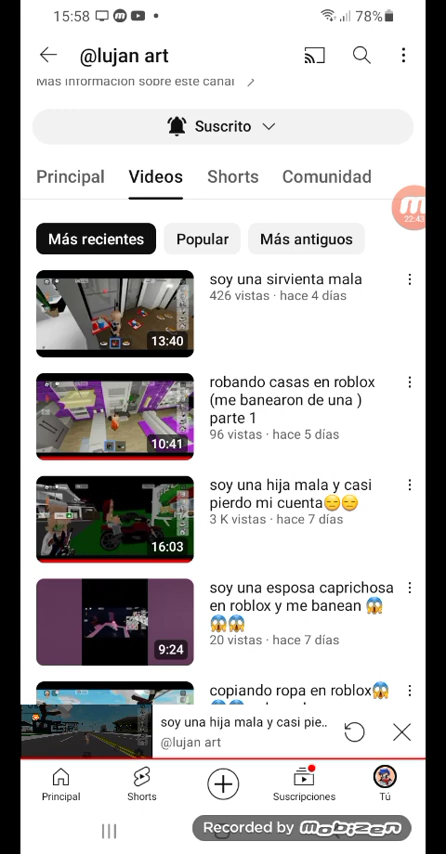 15:58
78%
@lujan art
Más información sobre este canal
Suscrito
Principal
Videos
Shorts
Comunidad
22:43
Más recientes
Popular
Más antiguos
soy una sirvienta mala
426 vistas · hace 4 días
13:40
robando casas en roblox
(me banearon de una )
parte 1
96 vistas · hace 5 días
10:41
soy una hija mala y casi
pierdo mi cuenta😑😑
3 K vistas · hace 7 días
16:03
soy una esposa caprichosa
en roblox y me banean 😱
😱😱
20 vistas · hace 7 días
9:24
copiando ropa en roblox😱
soy una hija mala y casi pie..
@lujan art
Principal
Shorts
Suscripciones
Tú
Recorded by mobizen